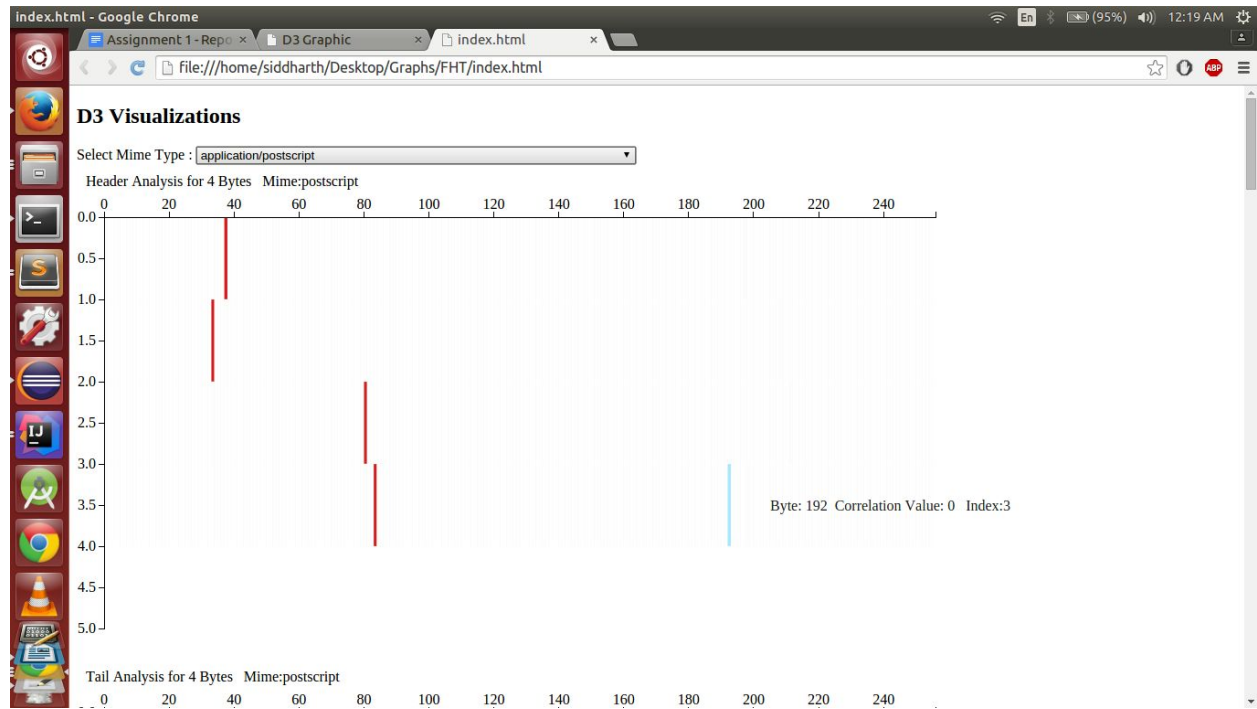 index.html - Google Chrome En (95%) 12:19 AM
Assignment 1 - Repo × D3 Graphic × index.html ×
file:///home/siddharth/Desktop/Graphs/FHT/index.html ABP
D3 Visualizations
Select Mime Type : application/postscript
Header Analysis for 4 Bytes Mime:postscript
0 20 40 60 80 100 120 140 160 180 200 220 240
0.0
0.5
1.0
1.5
2.0
2.5
3.0
3.5
Byte: 192 Correlation Value: 0 Index:3
4.0
4.5
5.0
Tail Analysis for 4 Bytes Mime:postscript
0 20 40 60 80 100 120 140 160 180 200 220 240
>_
S
IJ